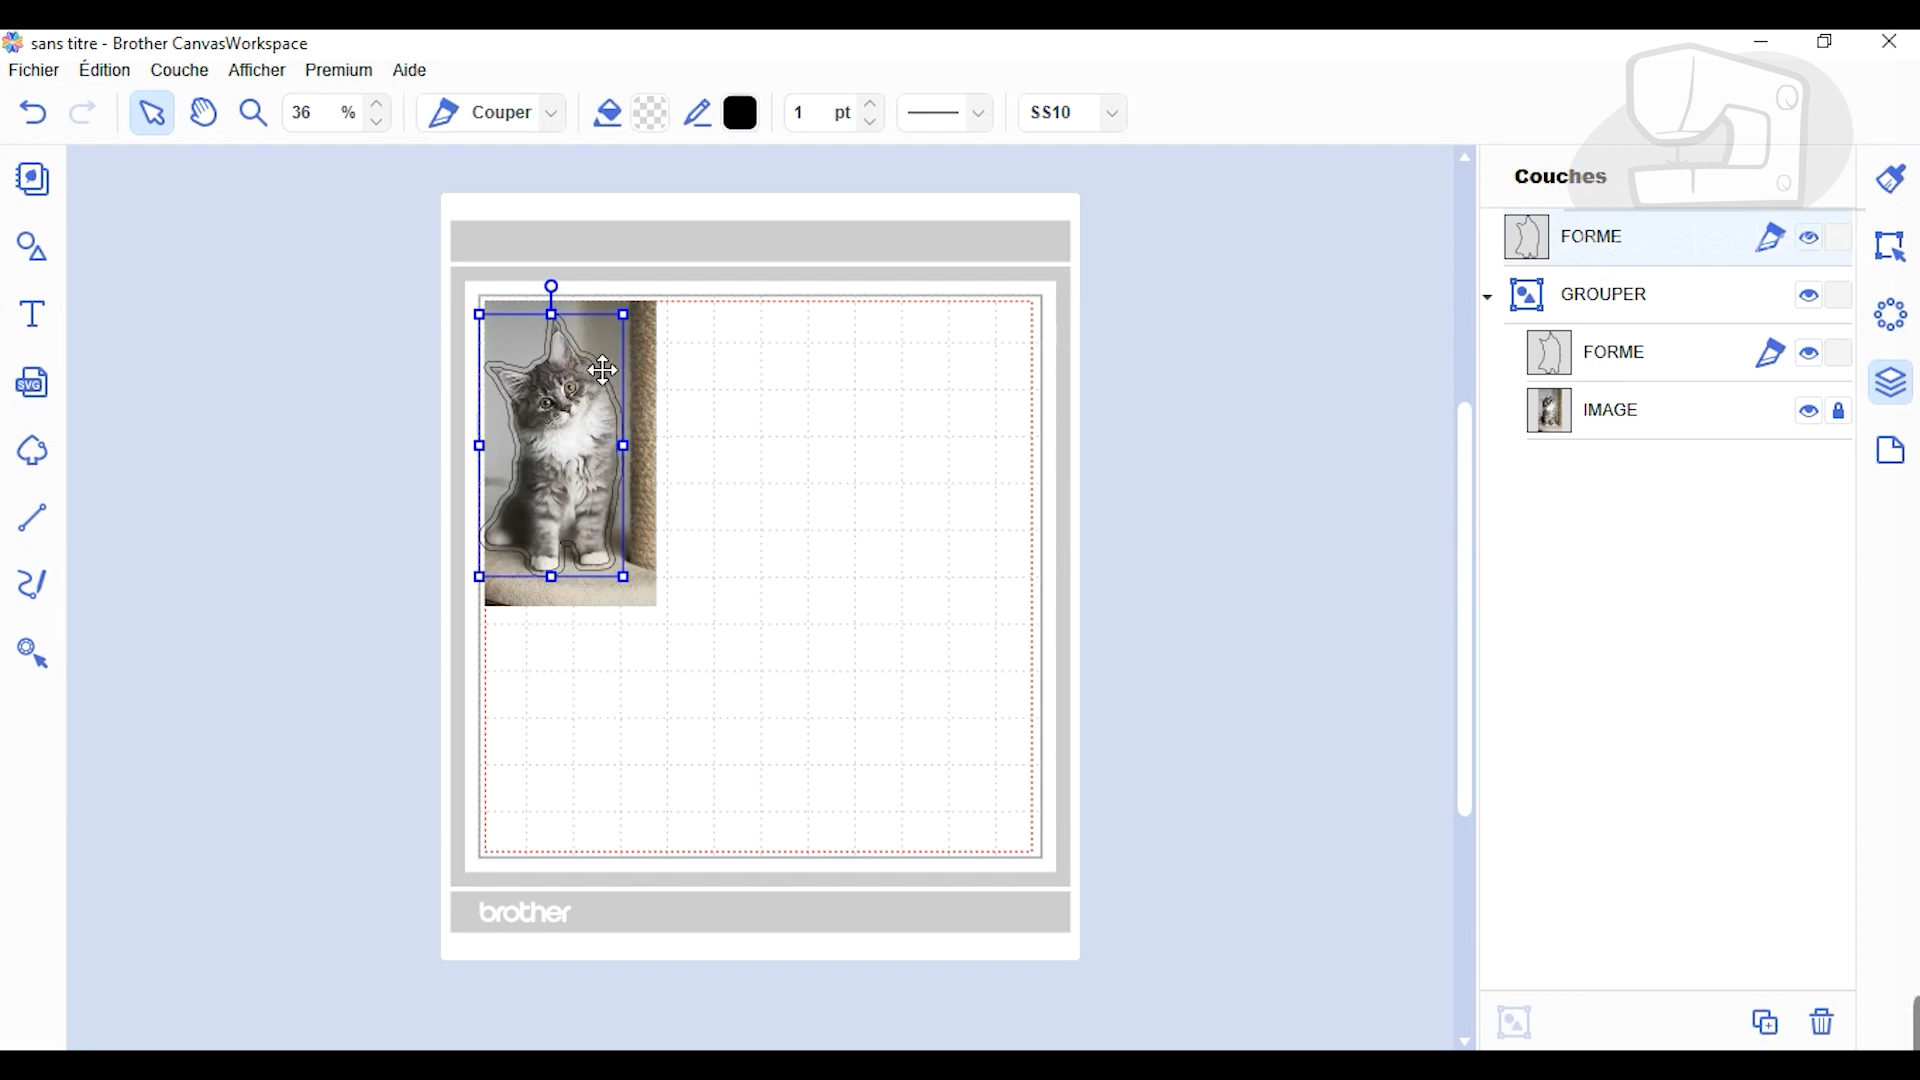 sans titre - Brother CanvasWorkspace
Fichier Édition Couche Afficher Premium Aide
36 % Couper 1 pt SS10
Couches
FORME
GROUPER
FORME
IMAGE
SVG
brother